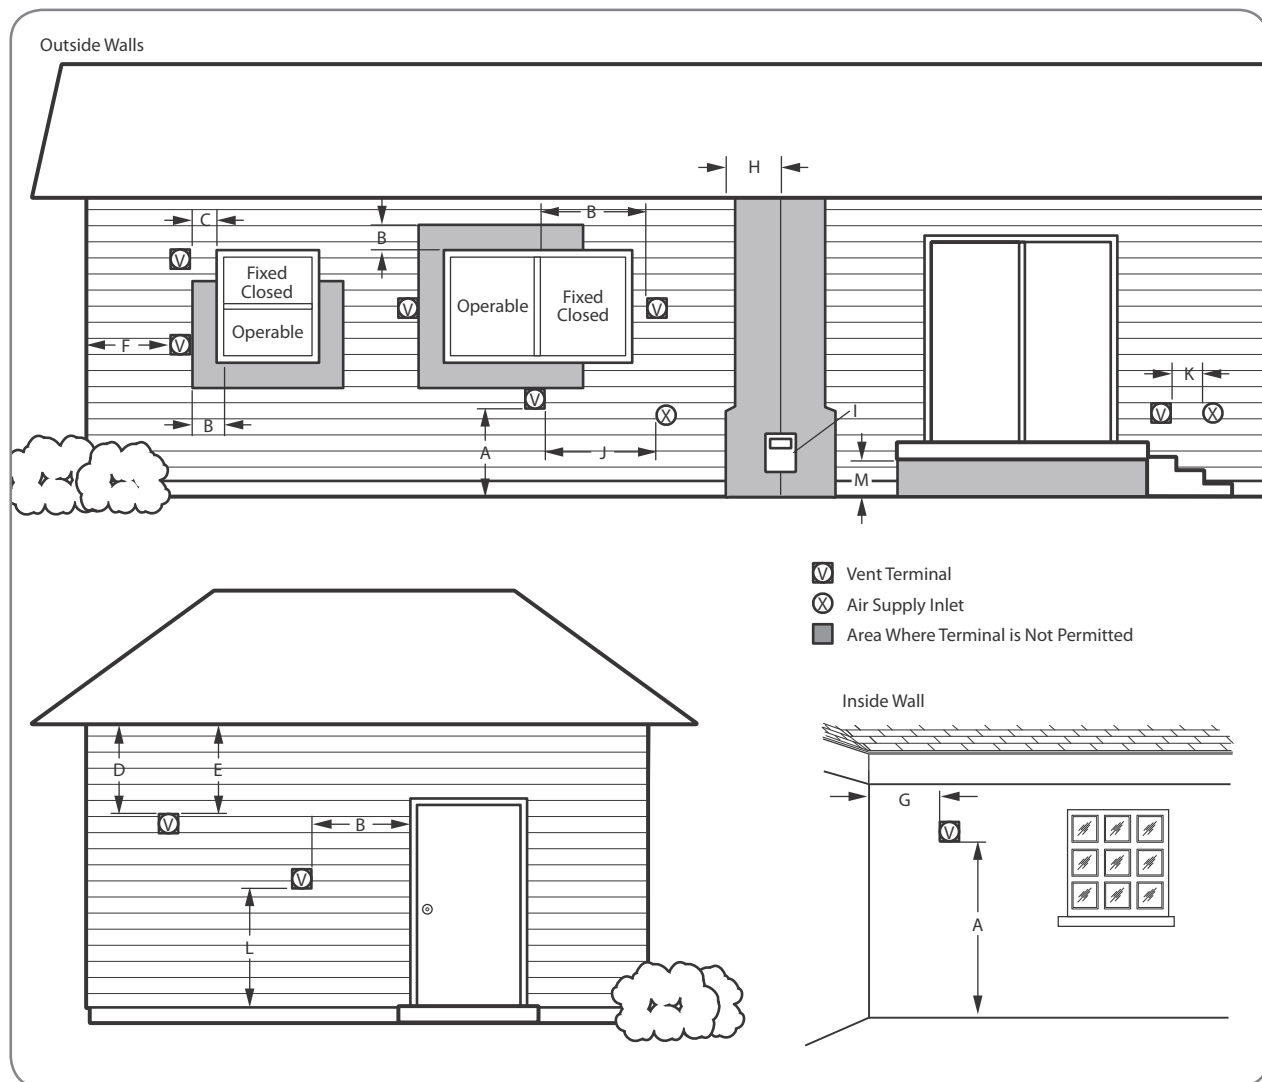 Outside Walls
H
C
B
B
V
Fixed
Closed
Operable
V
Operable
Fixed
Closed
V
F
V
K
V
X
B
V
X
I
A
J
M
V Vent Terminal
X Air Supply Inlet
Area Where Terminal is Not Permitted
Inside Wall
D
E
V
B
V
L
G
V
A